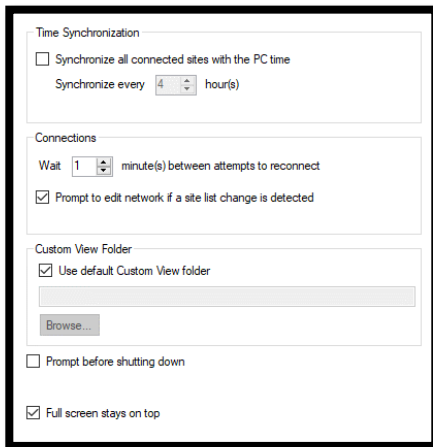 Time Synchronization
Synchronize all connected sites with the PC time
Synchronize every 4 hour(s)
Connections
Wait 1 minute(s) between attempts to reconnect
Prompt to edit network if a site list change is detected
Custom View Folder
Use default Custom View folder
Browse...
Prompt before shutting down
Full screen stays on top